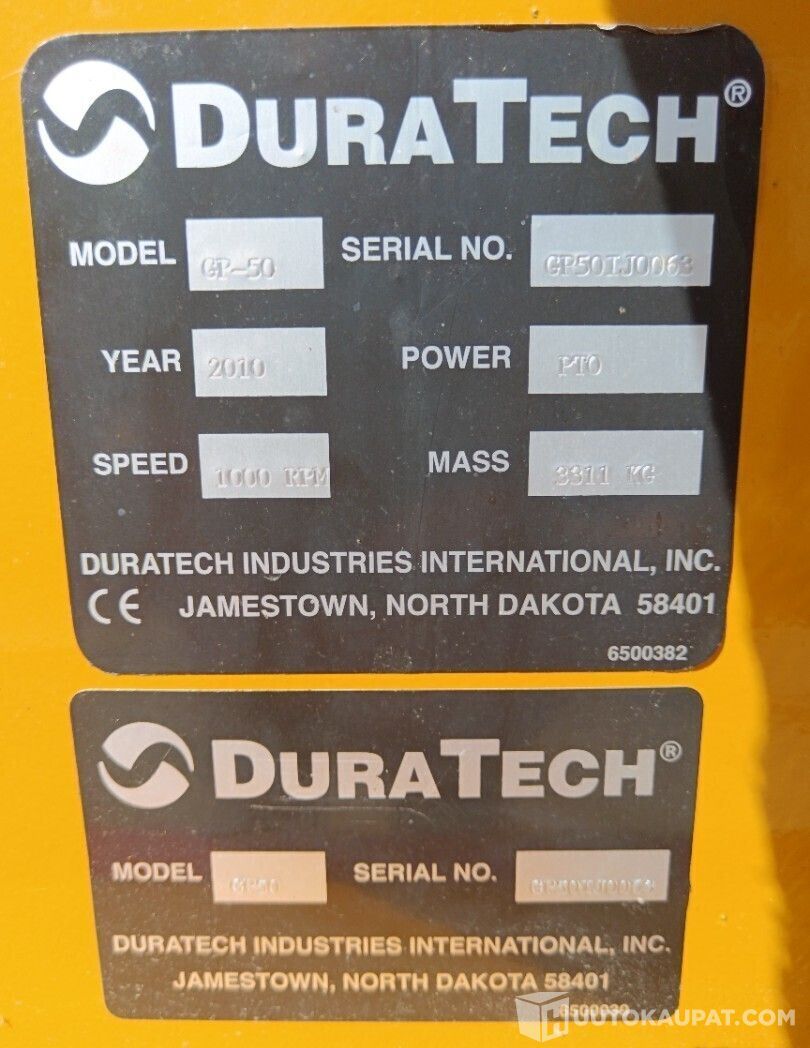 DURATECH®
MODEL GP-50 SERIAL NO. GP50IJ0063
YEAR 2010 POWER PTO
SPEED 1000 RPM MASS 3311 KG
DURATECH INDUSTRIES INTERNATIONAL, INC.
CE JAMESTOWN, NORTH DAKOTA 58401
6500382
DURATECH®
MODEL GP50 SERIAL NO. GP50IJ0063
DURATECH INDUSTRIES INTERNATIONAL, INC.
JAMESTOWN, NORTH DAKOTA 58401
HUUTOKAUPAT.COM